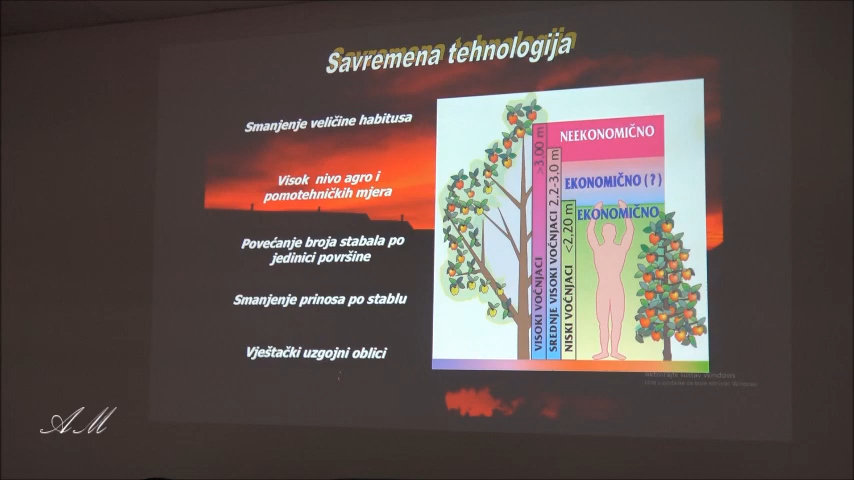 Savremena tehnologija
Smanjenje veličine habitusa
Visok nivo agro i
pomotehničkih mjera
Povećanje broja stabala po
jedinici površine
Smanjenje prinosa po stablu
Vještački uzgojni oblici
NEEKONOMIČNO
EKONOMIČNO (?)
EKONOMIČNO
VISOKI VOĆNJACI >3.00 m
SREDNJE VISOKI VOĆNJACI 2.2-3.0 m
NISKI VOĆNJACI <2.20 m
AM